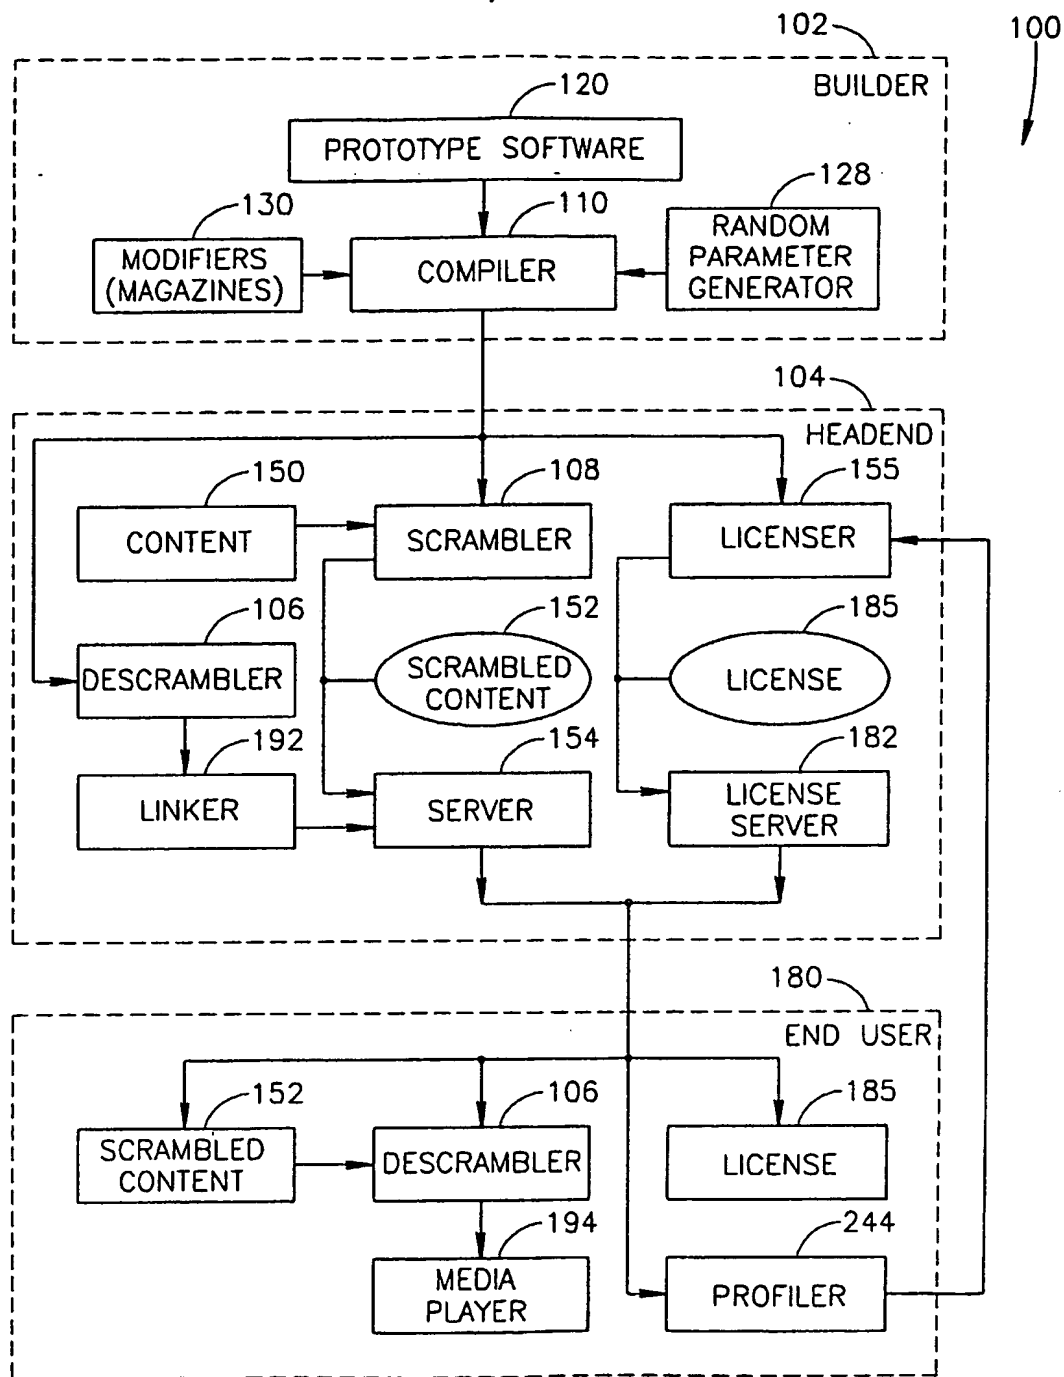 102
100
BUILDER
120
PROTOTYPE SOFTWARE
130
110
128
MODIFIERS
(MAGAZINES)
COMPILER
RANDOM
PARAMETER
GENERATOR
104
HEADEND
150
108
155
CONTENT
SCRAMBLER
LICENSER
106
152
185
DESCRAMBLER
SCRAMBLED
CONTENT
LICENSE
192
154
182
LINKER
SERVER
LICENSE
SERVER
180
END USER
152
106
185
SCRAMBLED
CONTENT
DESCRAMBLER
LICENSE
194
244
MEDIA
PLAYER
PROFILER